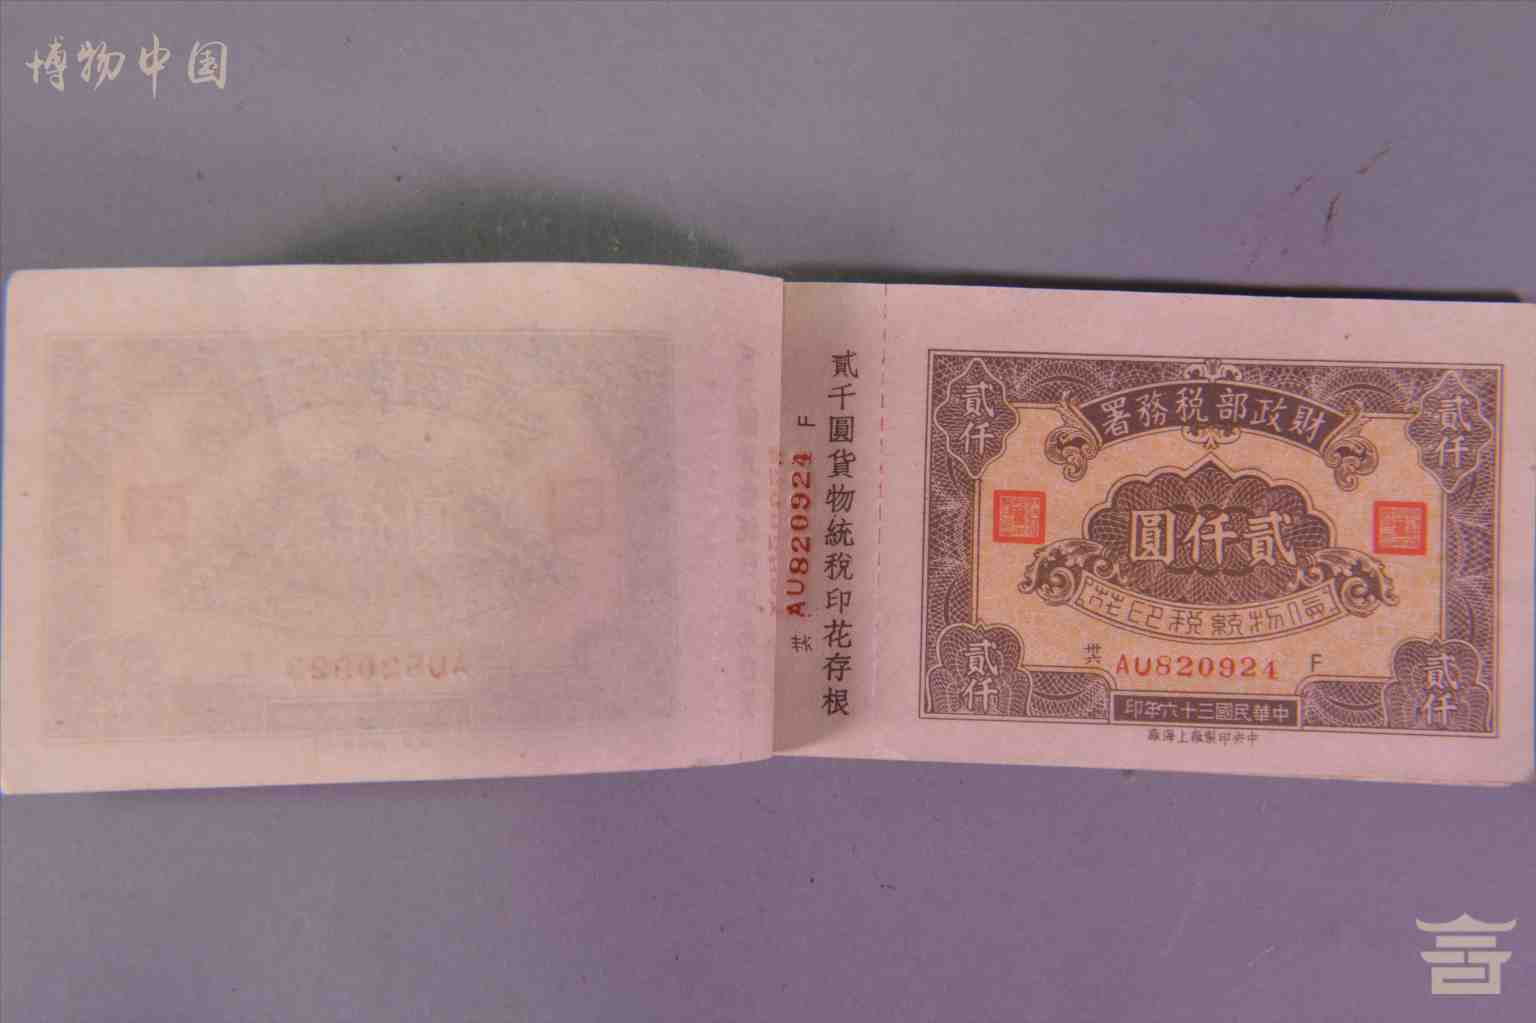 博物中国
貳千圓貨物統税印花存根
F
AU820924
貳仟
貳仟
財政部税務署
貳仟圓
貨物統税印花
AU820924 F
貳仟
貳仟
中華民國三十六年印
中央印製廠上海廠
AU820923